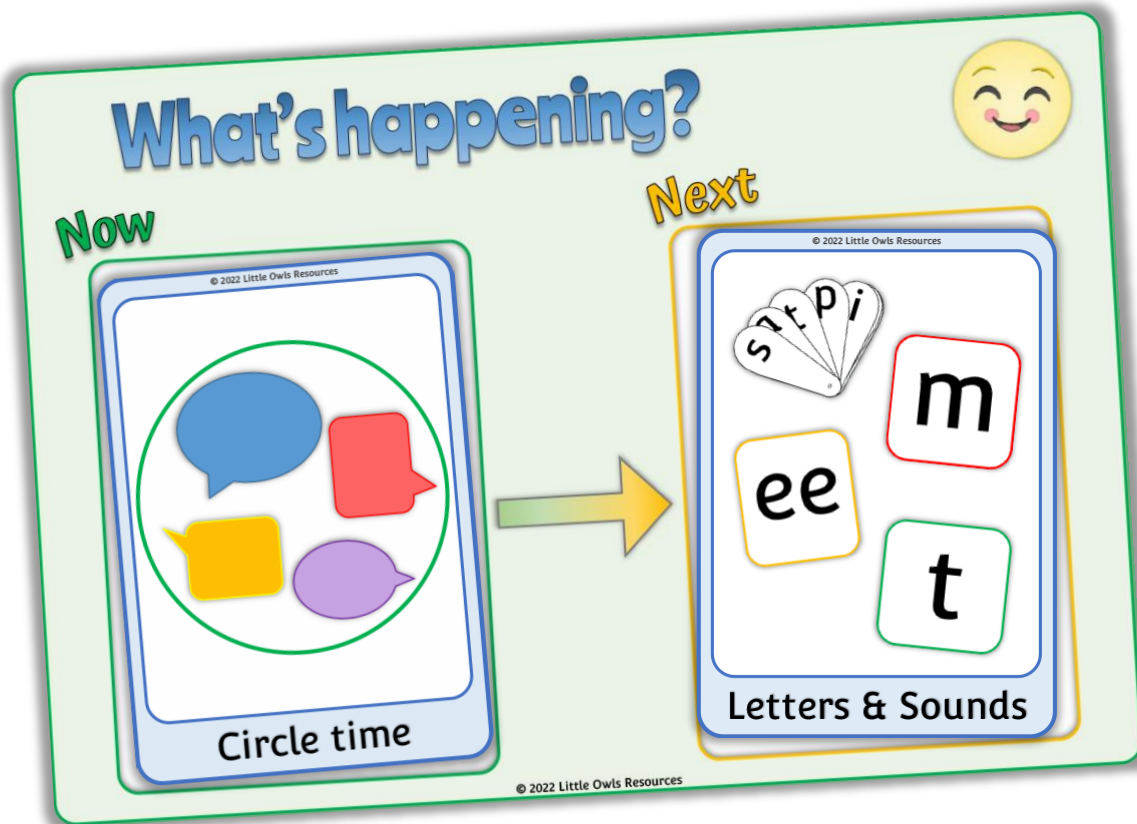 What's happening?
Now
Next
© 2022 Little Owls Resources
Circle time
© 2022 Little Owls Resources
s n t p i
m
ee
t
Letters & Sounds
© 2022 Little Owls Resources